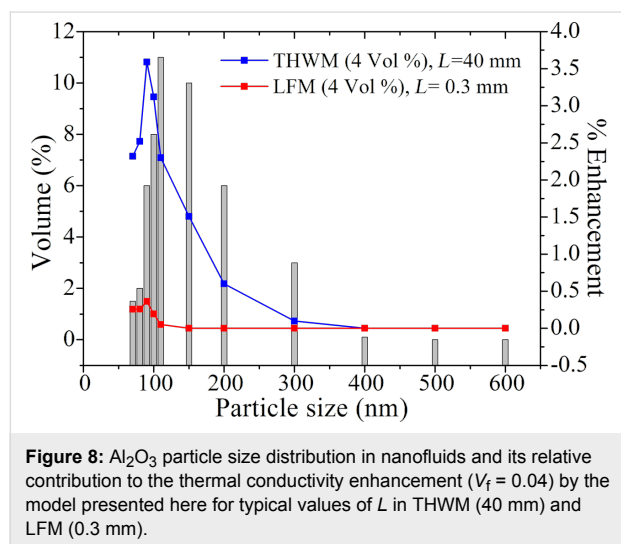 12
10
8
6
4
2
0
Volume (%)
4.0
3.5
3.0
2.5
2.0
1.5
1.0
0.5
0.0
-0.5
% Enhancement
THWM (4 Vol %), L=40 mm
LFM (4 Vol %), L= 0.3 mm
0 100 200 300 400 500 600
Particle size (nm)
Figure 8: Al₂O₃ particle size distribution in nanofluids and its relative
contribution to the thermal conductivity enhancement (Vf = 0.04) by the
model presented here for typical values of L in THWM (40 mm) and
LFM (0.3 mm).